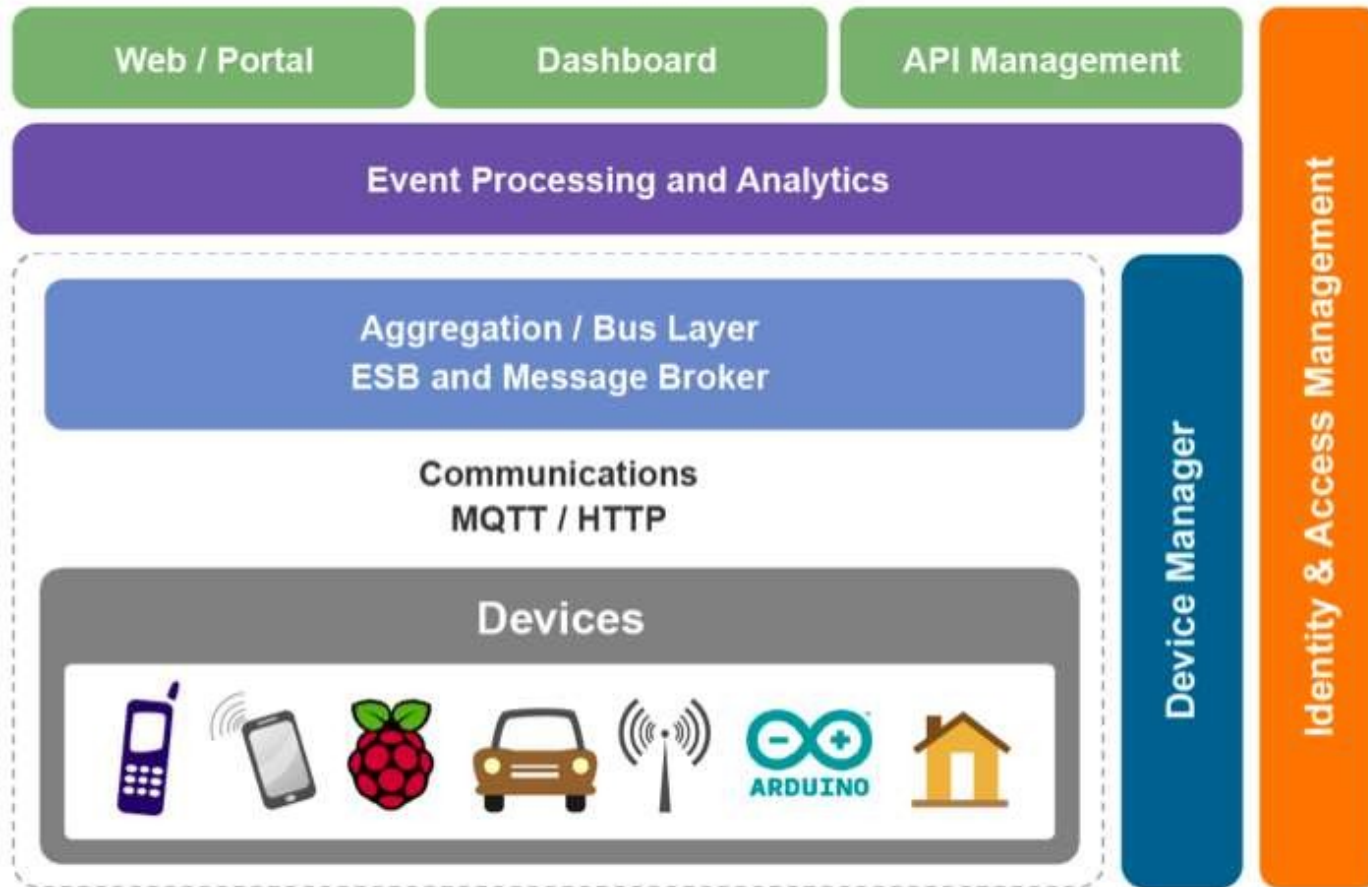 Web / Portal
Dashboard
API Management
Event Processing and Analytics
Aggregation / Bus Layer
ESB and Message Broker
Communications
MQTT / HTTP
Devices
ARDUINO
Device Manager
Identity & Access Management